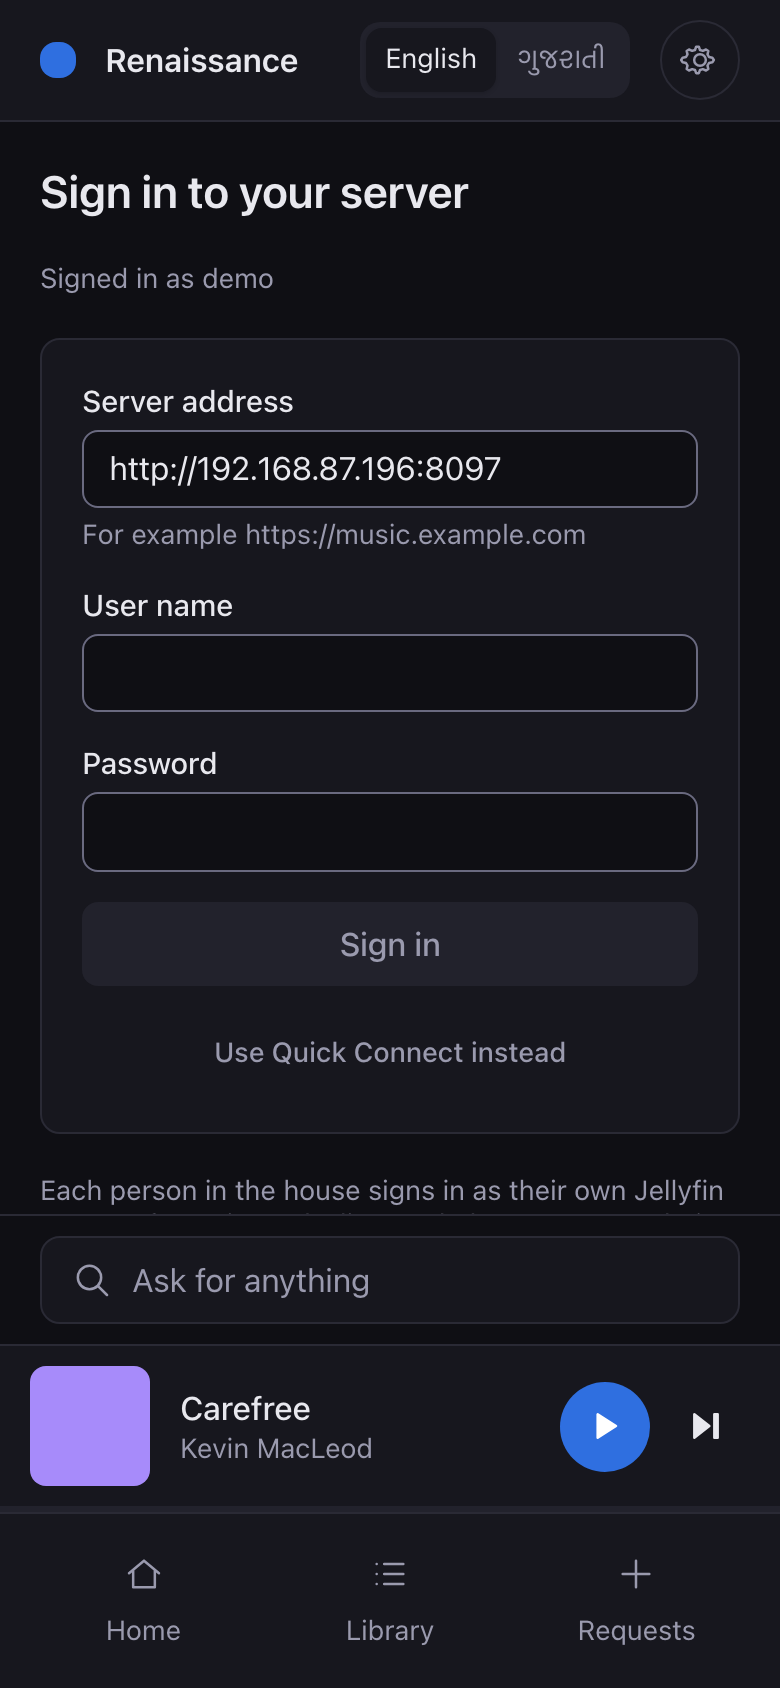 Renaissance
English
ગુજરાતી
Sign in to your server
Signed in as demo
Server address
http://192.168.87.196:8097
For example https://music.example.com
User name
Password
Sign in
Use Quick Connect instead
Each person in the house signs in as their own Jellyfin
Ask for anything
Carefree
Kevin MacLeod
Home
Library
Requests